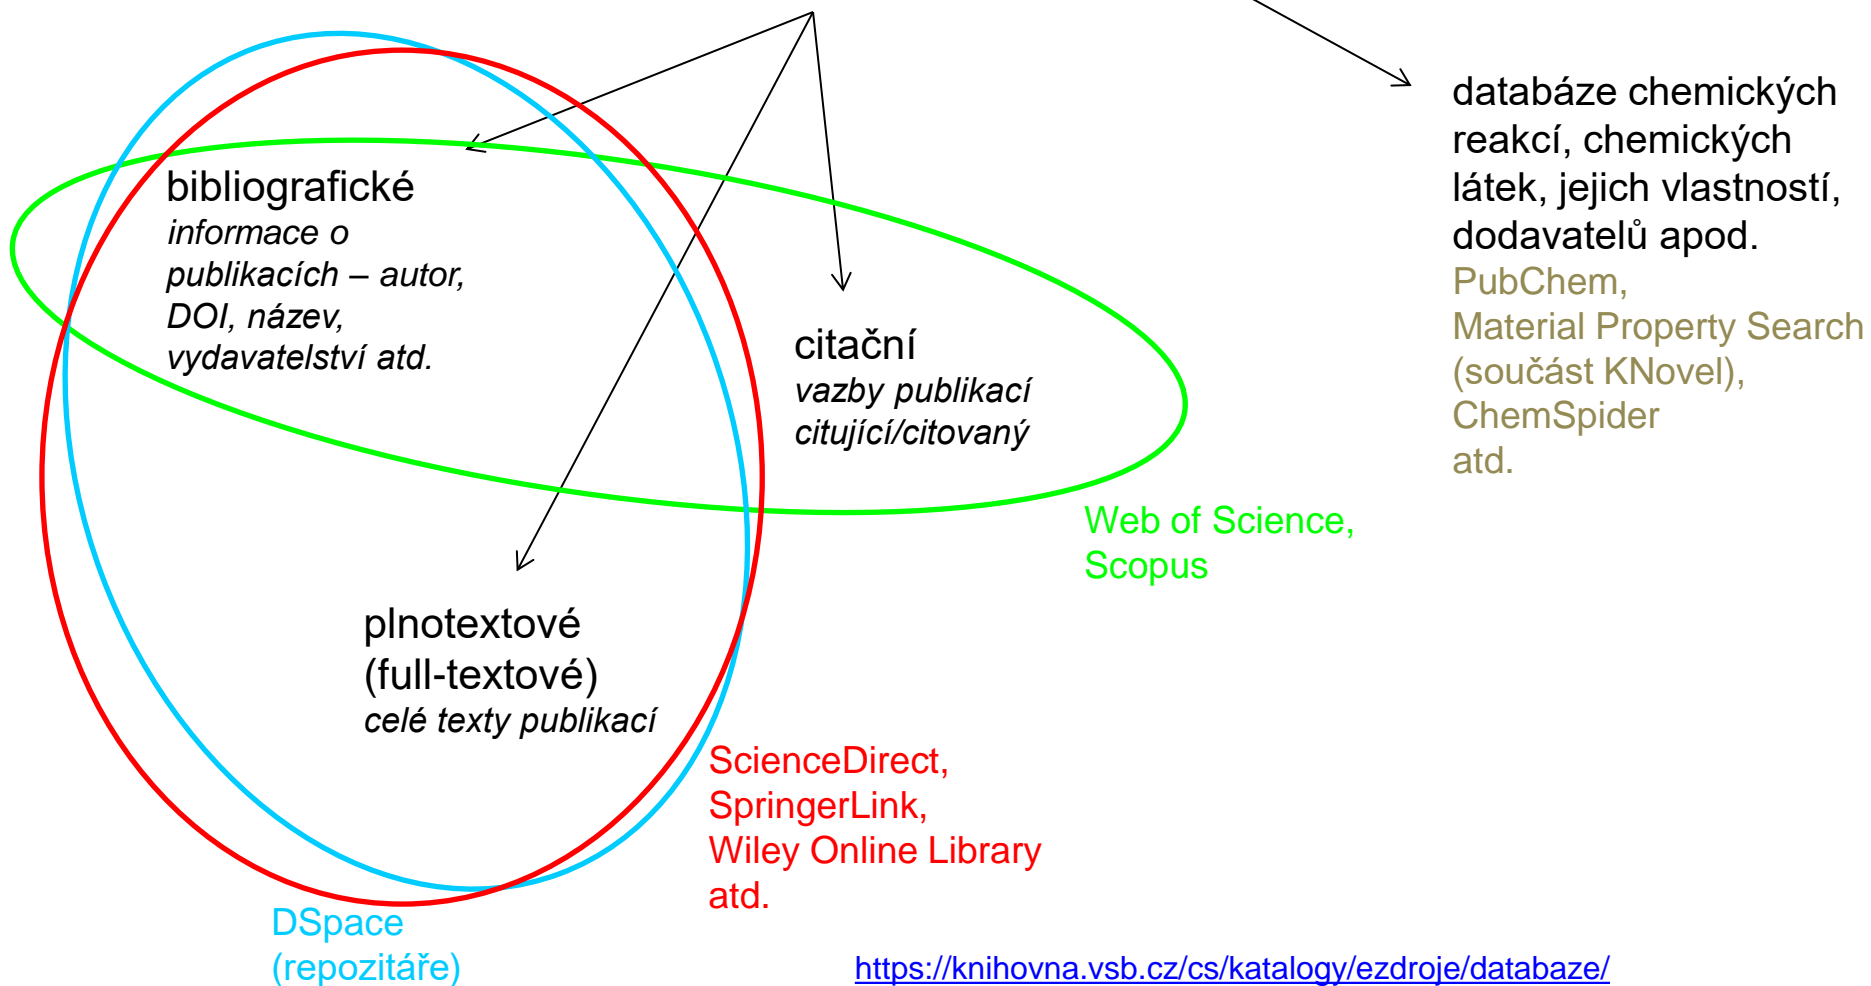 bibliografické
informace o
publikacích – autor,
DOI, název,
vydavatelství atd.
citační
vazby publikací
citující/citovaný
plnotextové
(full-textové)
celé texty publikací
databáze chemických
reakcí, chemických
látek, jejich vlastností,
dodavatelů apod.
PubChem,
Material Property Search
(součást KNovel),
ChemSpider
atd.
Web of Science,
Scopus
ScienceDirect,
SpringerLink,
Wiley Online Library
atd.
DSpace
(repozitáře)
https://knihovna.vsb.cz/cs/katalogy/ezdroje/databaze/